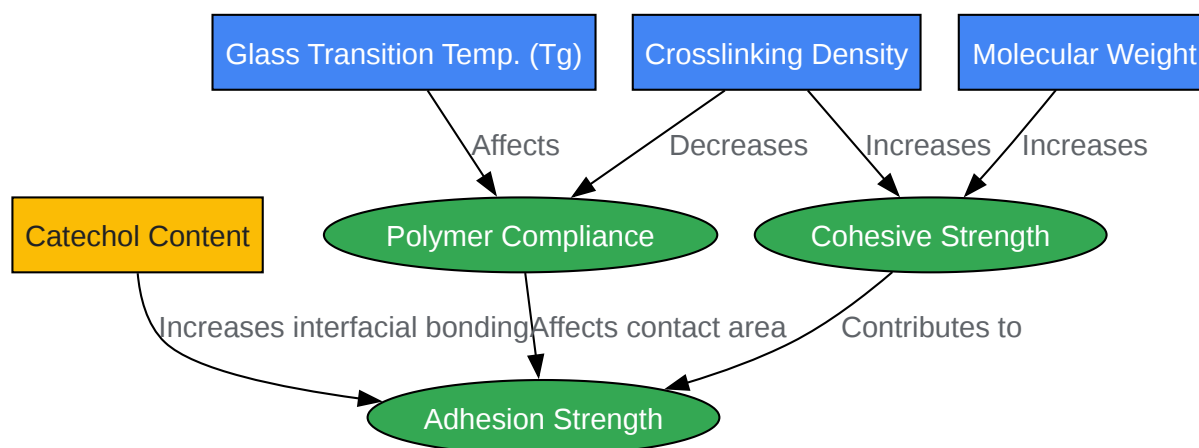 Glass Transition Temp. (Tg)
Crosslinking Density
Molecular Weight
Affects
Decreases
Increases
Increases
Catechol Content
Polymer Compliance
Cohesive Strength
Increases interfacial bonding
Affects contact area
Contributes to
Adhesion Strength